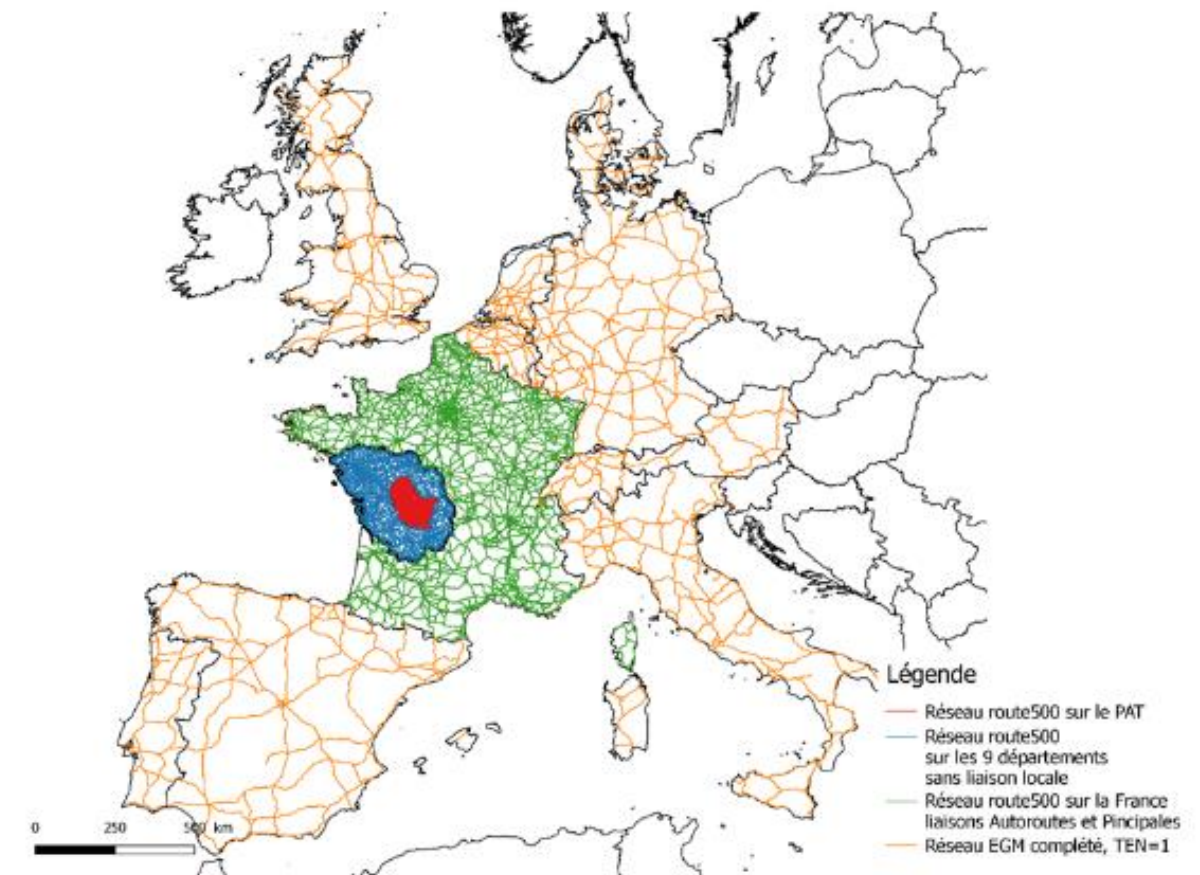 Légende
Réseau route500 sur le PAT
Réseau route500
sur les 9 départements
sans liaison locale
Réseau route500 sur la France
liaisons Autoroutes et Pincipales
Réseau EGM complété, TEN=1
0 250 500 km